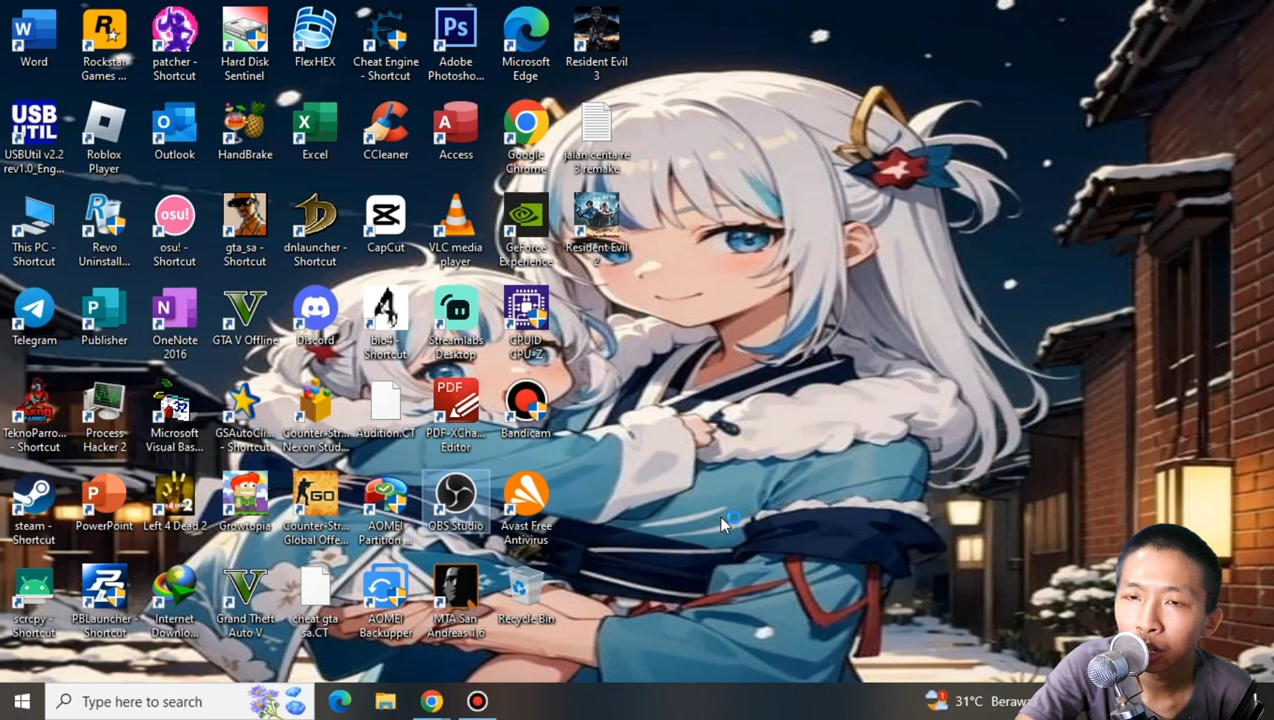 Word
Rockstar
Games ...
patcher -
Shortcut
Hard Disk
Sentinel
FlexHEX
Cheat Engine
- Shortcut
Ps
Adobe
Photosho...
Microsoft
Edge
Resident Evil
3
USB
UTIL
USBUtil v2.2
rev1.0_Eng...
Roblox
Player
Outlook
HandBrake
Excel
CCleaner
Access
Google
Chrome
jalan cerita re
3 remake
This PC -
Shortcut
Revo
Uninstall...
osu!
osu! -
Shortcut
gta_sa -
Shortcut
dnlauncher -
Shortcut
CapCut
VLC media
player
GeForce
Experience
Resident Evil
2
Telegram
Publisher
OneNote
2016
GTA V Offline
Discord
bio4 -
Shortcut
Streamlabs
Desktop
CPUID
CPU-Z
TeknoParro...
- Shortcut
Process
Hacker 2
Microsoft
Visual Bas...
GSAutoCli...
- Shortcut
Counter-Str...
Nexon Stud...
Audition.CT
PDF
PDF-XCha...
Editor
Bandicam
steam -
Shortcut
PowerPoint
Left 4 Dead 2
Growtopia
GO
Counter-Str...
Global Offe...
AOMEI
Partition ...
OBS Studio
Avast Free
Antivirus
scrcpy -
Shortcut
PBLauncher -
Shortcut
Internet
Downlo...
Grand Theft
Auto V
cheat gta
sa.CT
AOMEI
Backupper
MTA San
Andreas 1.6
Recycle Bin
Type here to search
31°C Berawa